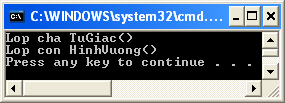 C:\WINDOWS\system32\cmd....
Lop cha TuGiac()
Lop con HinhVuong()
Press any key to continue . . .